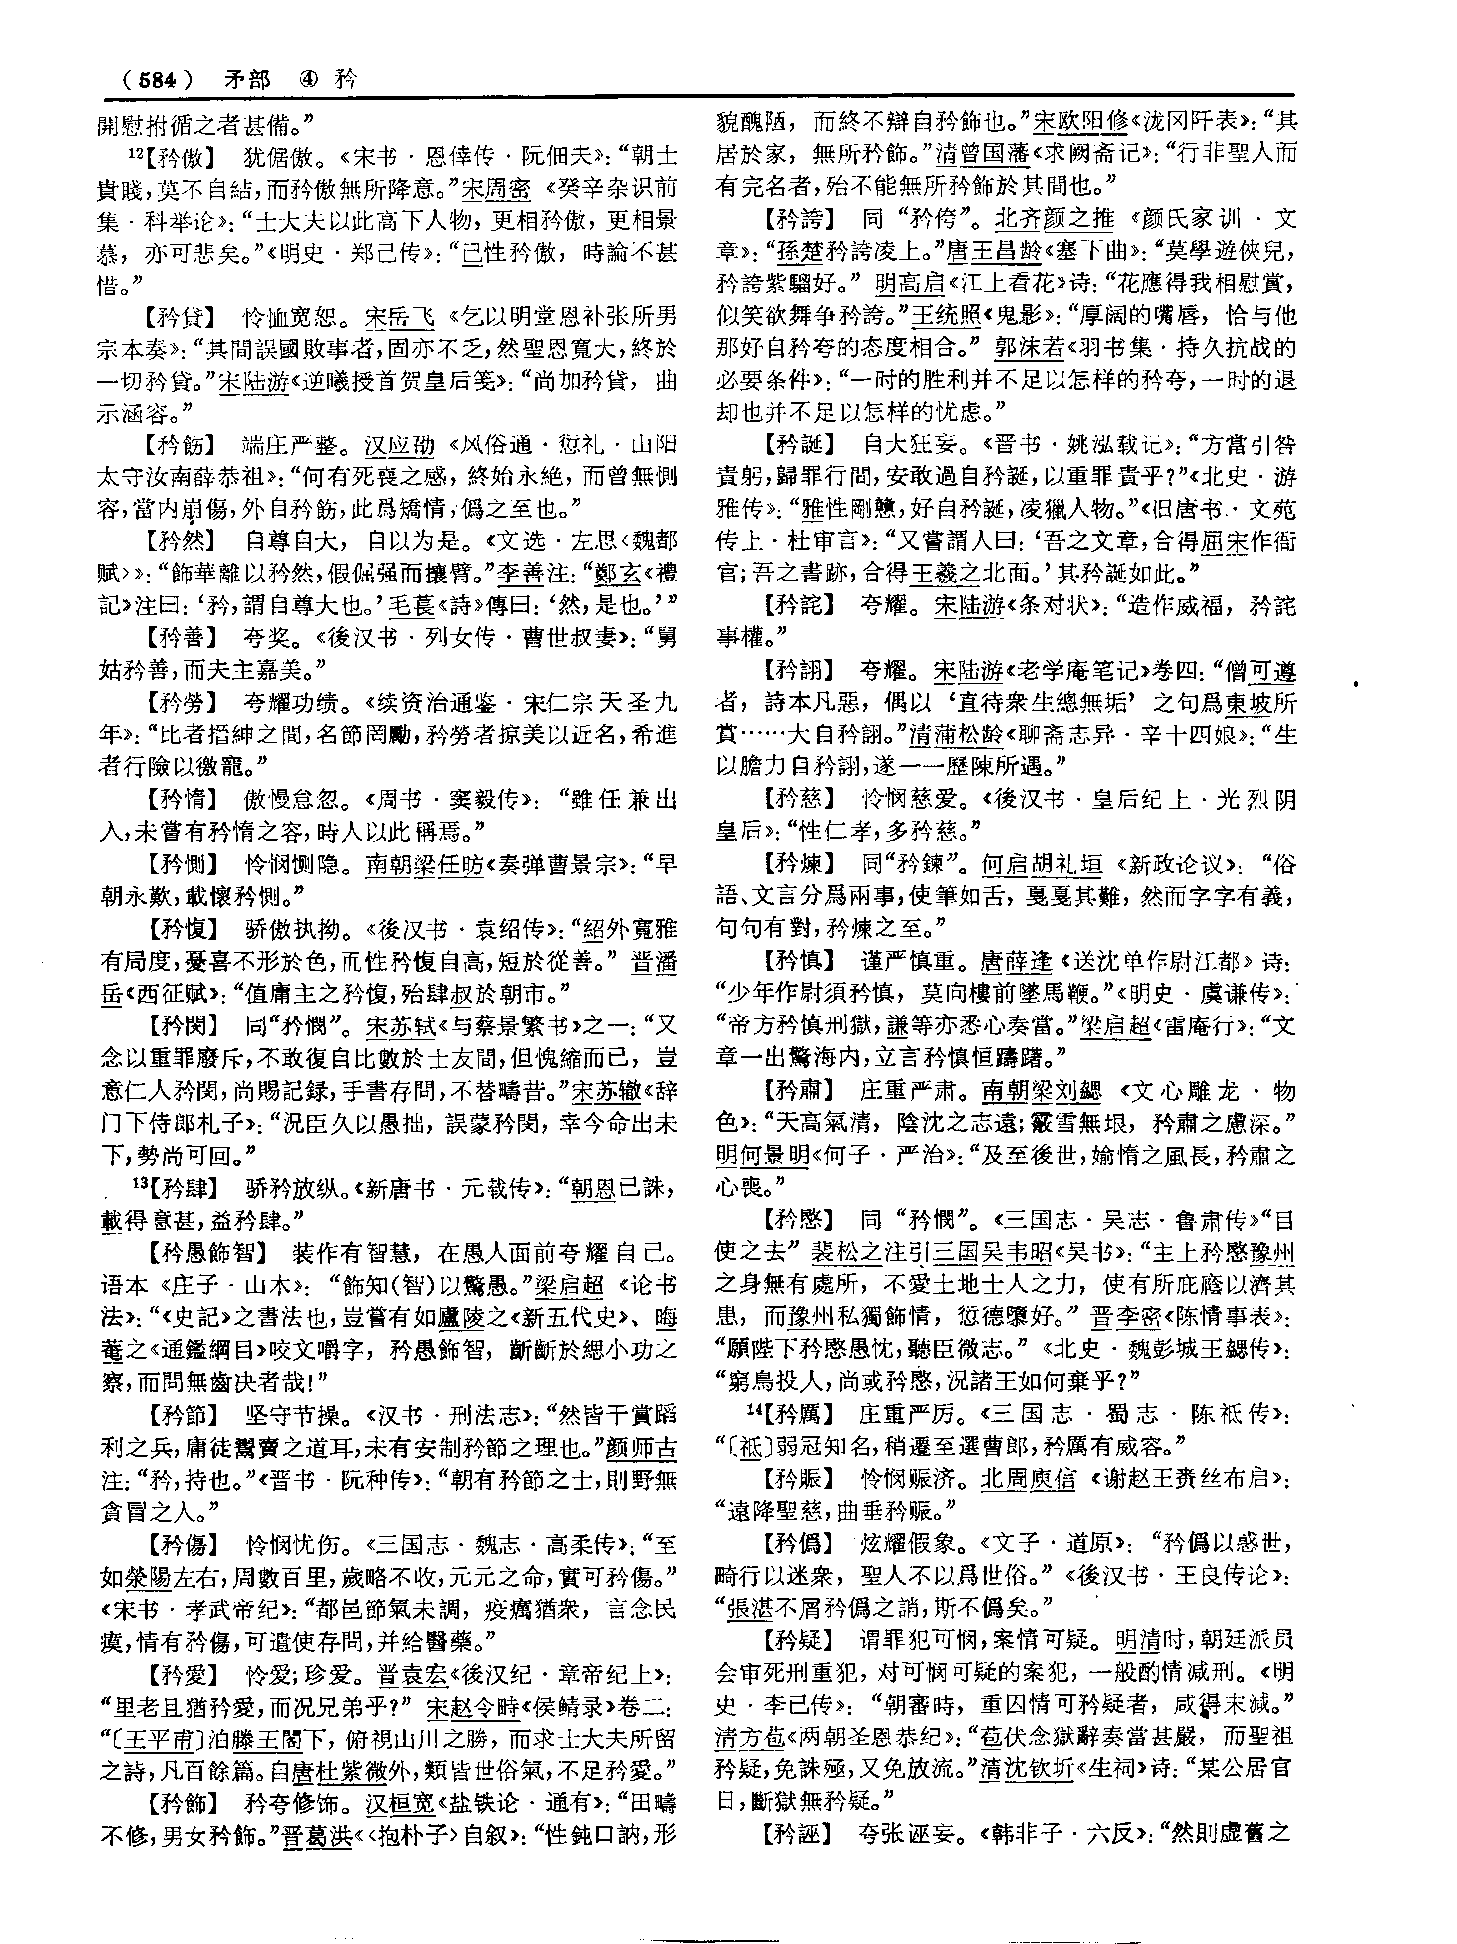 (584) 矛部 ④ 矜
開慰拊循之者甚備。”
12【矜傲】 犹倨傲。《宋书·恩倖传·阮佃夫》：“朝士
貴賤，莫不自結，而矜傲無所降意。”宋周密《癸辛杂识前
集·科举论》：“士大夫以此高下人物，更相矜傲，更相景
慕，亦可悲矣。”《明史·郑己传》：“己性矜傲，時論不甚
惜。”
【矜貸】 怜恤宽恕。宋岳飞《乞以明堂恩补张所男
宗本奏》：“其間誤國敗事者，固亦不乏，然聖恩寬大，終於
一切矜貸。”宋陆游《逆曦授首贺皇后笺》：“尚加矜貸，曲
示涵容。”
【矜飭】 端庄严整。汉应劭《风俗通·愆礼·山阳
太守汝南薛恭祖》：“何有死喪之感，終始永絶，而曾無惻
容，當内崩傷，外自矜飭，此爲矯情，僞之至也。”
【矜然】 自尊自大，自以为是。《文选·左思〈魏都
赋〉》：“飾華離以矜然，假倔强而攘臂。”李善注：“鄭玄《禮
記》注曰：‘矜，謂自尊大也。’毛萇《詩》傳曰：‘然，是也。’”
【矜善】 夸奖。《後汉书·列女传·曹世叔妻》：“舅
姑矜善，而夫主嘉美。”
【矜勞】 夸耀功绩。《续资治通鉴·宋仁宗天圣九
年》：“比者搢紳之間，名節罔勵，矜勞者掠美以近名，希進
者行險以徼寵。”
【矜惰】 傲慢怠忽。《周书·窦毅传》：“雖任兼出
入，未嘗有矜惰之容，時人以此稱焉。”
【矜惻】 怜悯恻隐。南朝梁任昉《奏弹曹景宗》：“早
朝永歎，載懷矜惻。”
【矜愎】 骄傲执拗。《後汉书·袁绍传》：“紹外寬雅
有局度，憂喜不形於色，而性矜愎自高，短於從善。”晋潘
岳《西征赋》：“值庸主之矜愎，殆肆叔於朝市。”
【矜閔】 同“矜憫”。宋苏轼《与蔡景繁书》之一：“又
念以重罪廢斥，不敢復自比數於士友間，但愧縮而已，豈
意仁人矜閔，尚賜記録，手書存問，不替疇昔。”宋苏辙《辞
门下侍郎札子》：“況臣久以愚拙，誤蒙矜閔，幸今命出未
下，勢尚可回。”
13【矜肆】 骄矜放纵。《新唐书·元载传》：“朝恩已誅，
載得意甚，益矜肆。”
【矜愚飾智】 装作有智慧，在愚人面前夸耀自己。
语本《庄子·山木》：“飾知(智)以驚愚。”梁启超《论书
法》：“《史記》之書法也，豈嘗有如廬陵之《新五代史》、晦
菴之《通鑑綱目》咬文嚼字，矜愚飾智，齗齗於緦小功之
察，而問無齒决者哉！”
【矜節】 坚守节操。《汉书·刑法志》：“然皆干賞蹈
利之兵，庸徒鬻賣之道耳，未有安制矜節之理也。”颜师古
注：“矜，持也。”《晋书·阮种传》：“朝有矜節之士，則野無
貪冒之人。”
【矜傷】 怜悯忧伤。《三国志·魏志·高柔传》：“至
如滎陽左右，周數百里，歲略不收，元元之命，實可矜傷。”
《宋书·孝武帝纪》：“都邑節氣未調，疫癘猶衆，言念民
瘼，情有矜傷，可遣使存問，并給醫藥。”
【矜愛】 怜爱；珍爱。晋袁宏《後汉纪·章帝纪上》：
“里老且猶矜愛，而況兄弟乎？”宋赵令畤《侯鲭录》卷二：
“〔王平甫〕泊滕王閣下，俯視山川之勝，而求士大夫所留
之詩，凡百餘篇。自唐杜紫微外，類皆世俗氣，不足矜愛。”
【矜飾】 矜夸修饰。汉桓宽《盐铁论·通有》：“田疇
不修，男女矜飾。”晋葛洪《〈抱朴子〉自叙》：“性鈍口訥，形
貌醜陋，而終不辯自矜飾也。”宋欧阳修《泷冈阡表》：“其
居於家，無所矜飾。”清曾国藩《求阙斋记》：“行非聖人而
有完名者，殆不能無所矜飾於其間也。”
【矜誇】 同“矜侉”。北齐颜之推《颜氏家训·文
章》：“孫楚矜誇凌上。”唐王昌龄《塞下曲》：“莫學遊俠兒，
矜誇紫騮好。”明高启《江上看花》诗：“花應得我相慰賞，
似笑欲舞争矜誇。”王统照《鬼影》：“厚阔的嘴唇，恰与他
那好自矜夸的态度相合。”郭沫若《羽书集·持久抗战的
必要条件》：“一时的胜利并不足以怎样的矜夸，一时的退
却也并不足以怎样的忧虑。”
【矜誕】 自大狂妄。《晋书·姚泓载记》：“方當引咎
責躬，歸罪行間，安敢過自矜誕，以重罪責乎？”《北史·游
雅传》：“雅性剛戇，好自矜誕，凌獵人物。”《旧唐书·文苑
传上·杜审言》：“又嘗謂人曰：‘吾之文章，合得屈宋作衙
官；吾之書跡，合得王羲之北面。’其矜誕如此。”
【矜詫】 夸耀。宋陆游《条对状》：“造作威福，矜詫
事權。”
【矜詡】 夸耀。宋陆游《老学庵笔记》卷四：“僧可遵
者，詩本凡惡，偶以‘直待衆生總無垢’之句爲東坡所
賞……大自矜詡。”清蒲松龄《聊斋志异·辛十四娘》：“生
以膽力自矜詡，遂一一歷陳所遇。”
【矜慈】 怜悯慈爱。《後汉书·皇后纪上·光烈阴
皇后》：“性仁孝，多矜慈。”
【矜煉】 同“矜鍊”。何启胡礼垣《新政论议》：“俗
語、文言分爲兩事，使筆如舌，戛戛其難，然而字字有義，
句句有對，矜煉之至。”
【矜慎】 谨严慎重。唐薛逢《送沈单作尉江都》诗：
“少年作尉須矜慎，莫向樓前墜馬鞭。”《明史·虞谦传》：
“帝方矜慎刑獄，謙等亦悉心奏當。”梁启超《雷庵行》：“文
章一出驚海内，立言矜慎恒躊躇。”
【矜肅】 庄重严肃。南朝梁刘勰《文心雕龙·物
色》：“天高氣清，陰沈之志遠；霰雪無垠，矜肅之慮深。”
明何景明《何子·严治》：“及至後世，媮惰之風長，矜肅之
心喪。”
【矜愍】 同“矜憫”。《三国志·吴志·鲁肃传》“目
使之去”裴松之注引三国吴韦昭《吴书》：“主上矜愍豫州
之身無有處所，不愛土地士人之力，使有所庇廕以濟其
患，而豫州私獨飾情，愆德隳好。”晋李密《陈情事表》：
“願陛下矜愍愚忱，聽臣微志。”《北史·魏彭城王勰传》：
“窮鳥投人，尚或矜愍，況諸王如何棄乎？”
14【矜厲】 庄重严厉。《三国志·蜀志·陈祗传》：
“〔祗〕弱冠知名，稍遷至選曹郎，矜厲有威容。”
【矜賑】 怜悯赈济。北周庾信《谢赵王赉丝布启》：
“遠降聖慈，曲垂矜賑。”
【矜僞】 炫耀假象。《文子·道原》：“矜僞以惑世，
畸行以迷衆，聖人不以爲世俗。”《後汉书·王良传论》：
“張湛不屑矜僞之誚，斯不僞矣。”
【矜疑】 谓罪犯可悯，案情可疑。明清时，朝廷派员
会审死刑重犯，对可悯可疑的案犯，一般酌情减刑。《明
史·李己传》：“朝審時，重囚情可矜疑者，咸得末減。”
清方苞《两朝圣恩恭纪》：“苞伏念獄辭奏當甚嚴，而聖祖
矜疑，免誅殛，又免放流。”清沈钦圻《生祠》诗：“某公居官
日，斷獄無矜疑。”
【矜誣】 夸张诬妄。《韩非子·六反》：“然則虛舊之